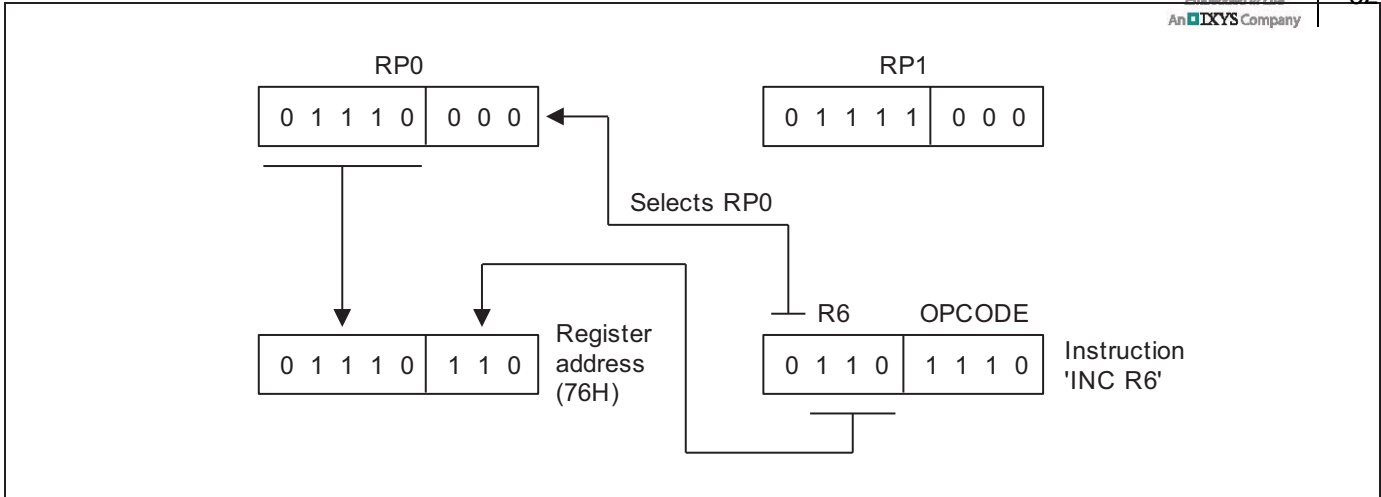 An IXYS Company
RP0
RP1
0 1 1 1 0 0 0 0
0 1 1 1 1 0 0 0
Selects RP0
R6 OPCODE
0 1 1 1 0 1 1 0
Register
address
(76H)
0 1 1 0 1 1 1 0
Instruction
'INC R6'